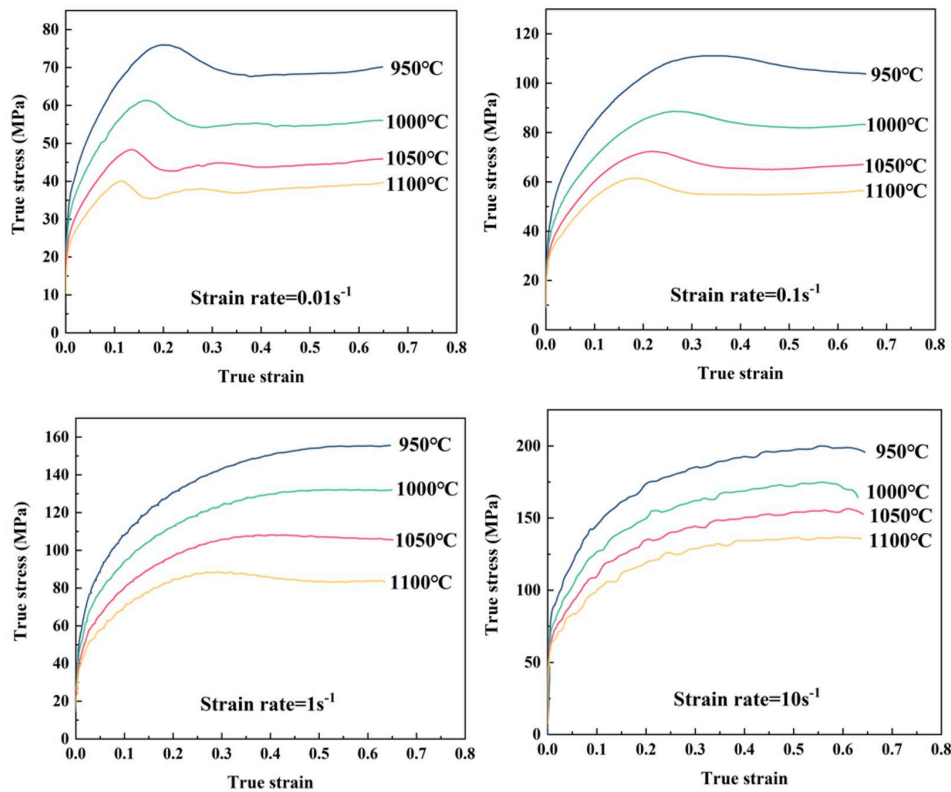 True stress (MPa)
80
70
60
50
40
30
20
10
0
950°C
1000°C
1050°C
1100°C
Strain rate=0.01s⁻¹
0.0 0.1 0.2 0.3 0.4 0.5 0.6 0.7 0.8
True strain
True stress (MPa)
120
100
80
60
40
20
0
950°C
1000°C
1050°C
1100°C
Strain rate=0.1s⁻¹
0.0 0.1 0.2 0.3 0.4 0.5 0.6 0.7 0.8
True strain
True stress (MPa)
160
140
120
100
80
60
40
20
0
950°C
1000°C
1050°C
1100°C
Strain rate=1s⁻¹
0.0 0.1 0.2 0.3 0.4 0.5 0.6 0.7 0.8
True strain
True stress (MPa)
200
150
100
50
0
950°C
1000°C
1050°C
1100°C
Strain rate=10s⁻¹
0.0 0.1 0.2 0.3 0.4 0.5 0.6 0.7 0.8
True strain